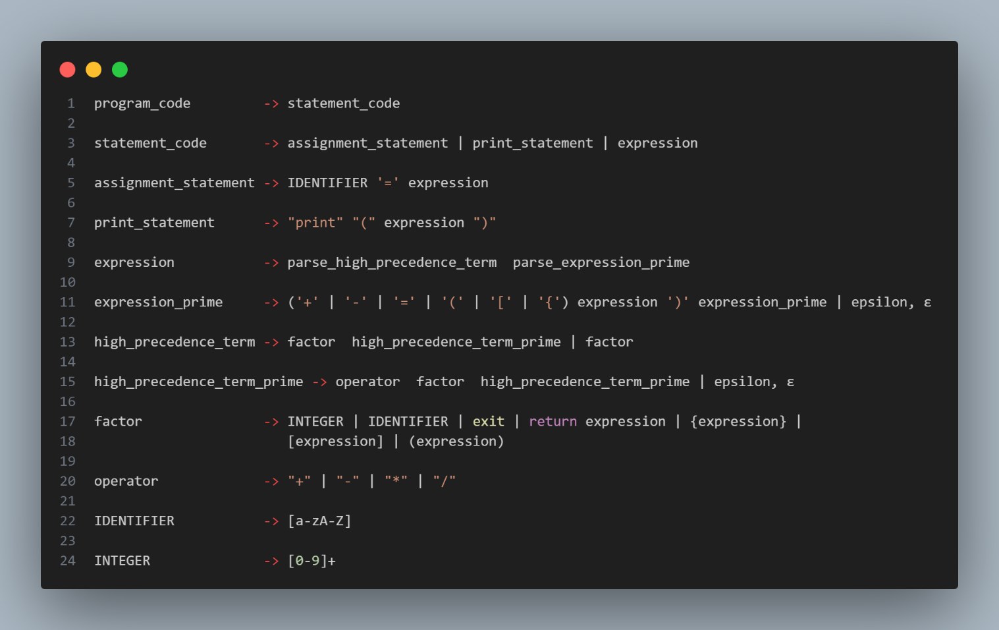 1 program_code -> statement_code
2
3 statement_code -> assignment_statement | print_statement | expression
4
5 assignment_statement -> IDENTIFIER '=' expression
6
7 print_statement -> "print" "(" expression ")"
8
9 expression -> parse_high_precedence_term parse_expression_prime
10
11 expression_prime -> ('+' | '-' | '=' | '(' | '[' | '{') expression ')' expression_prime | epsilon, ε
12
13 high_precedence_term -> factor high_precedence_term_prime | factor
14
15 high_precedence_term_prime -> operator factor high_precedence_term_prime | epsilon, ε
16
17 factor -> INTEGER | IDENTIFIER | exit | return expression | {expression} |
18 [expression] | (expression)
19
20 operator -> "+" | "-" | "*" | "/"
21
22 IDENTIFIER -> [a-zA-Z]
23
24 INTEGER -> [0-9]+